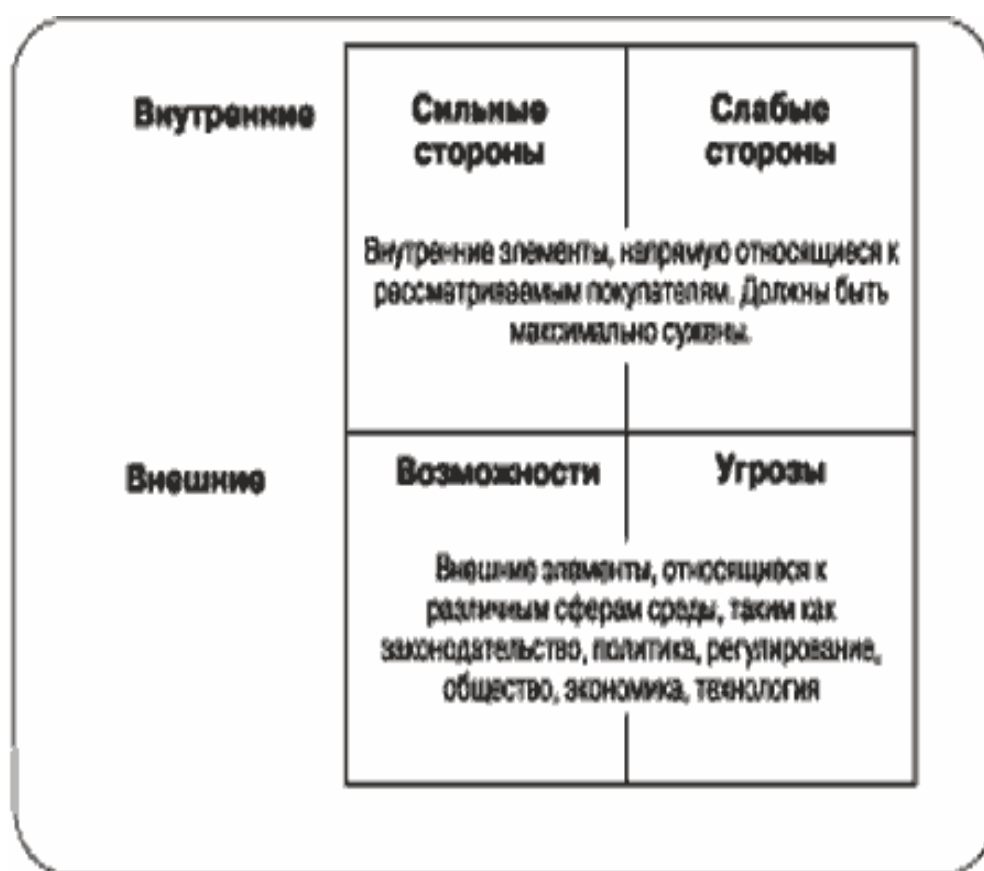 Внутренние
Сильные
стороны
Слабые
стороны
Внутренние элементы, напрямую относящиеся к
рассматриваемым покупателям. Должны быть
максимально сужены.
Внешние
Возможности
Угрозы
Внешние элементы, относящиеся к
различным сферам среды, таким как
законодательство, политика, регулирование,
общество, экономика, технология